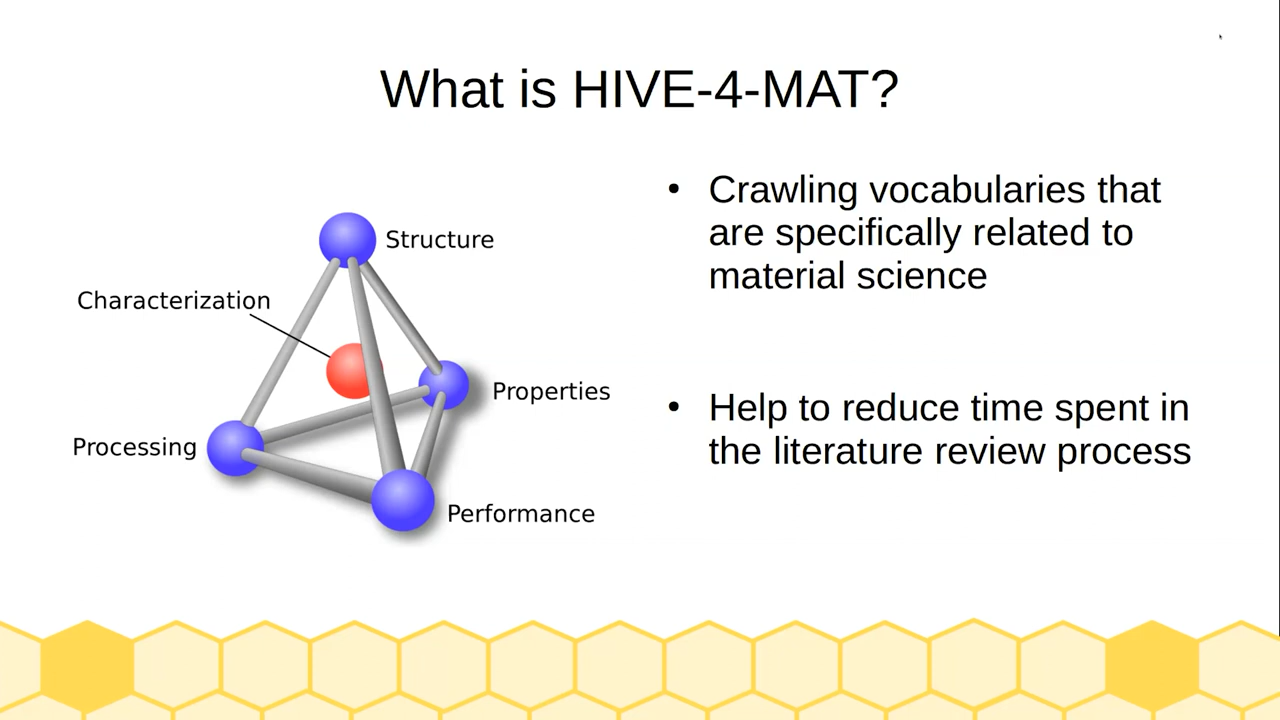 What is HIVE-4-MAT?
Structure
Characterization
Properties
Processing
Performance
• Crawling vocabularies that
are specifically related to
material science
• Help to reduce time spent in
the literature review process